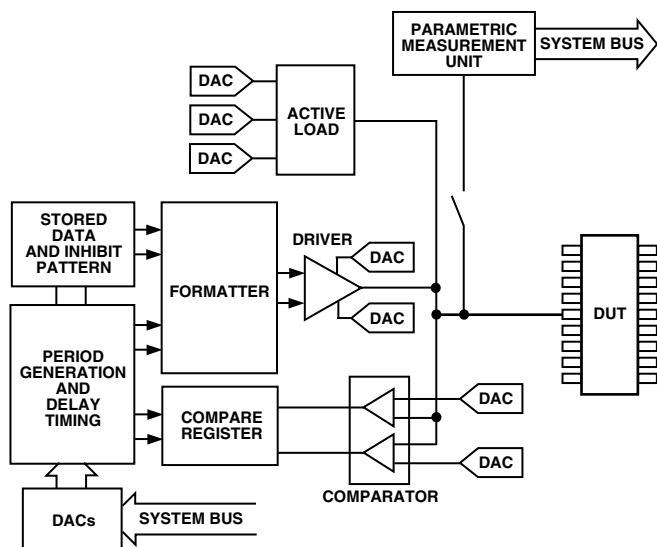 PARAMETRIC
MEASUREMENT
UNIT
SYSTEM BUS
DAC
DAC
DAC
ACTIVE
LOAD
STORED
DATA
AND INHIBIT
PATTERN
FORMATTER
DRIVER
DAC
DAC
DUT
PERIOD
GENERATION
AND
DELAY
TIMING
COMPARE
REGISTER
DAC
DAC
COMPARATOR
DACs
SYSTEM BUS